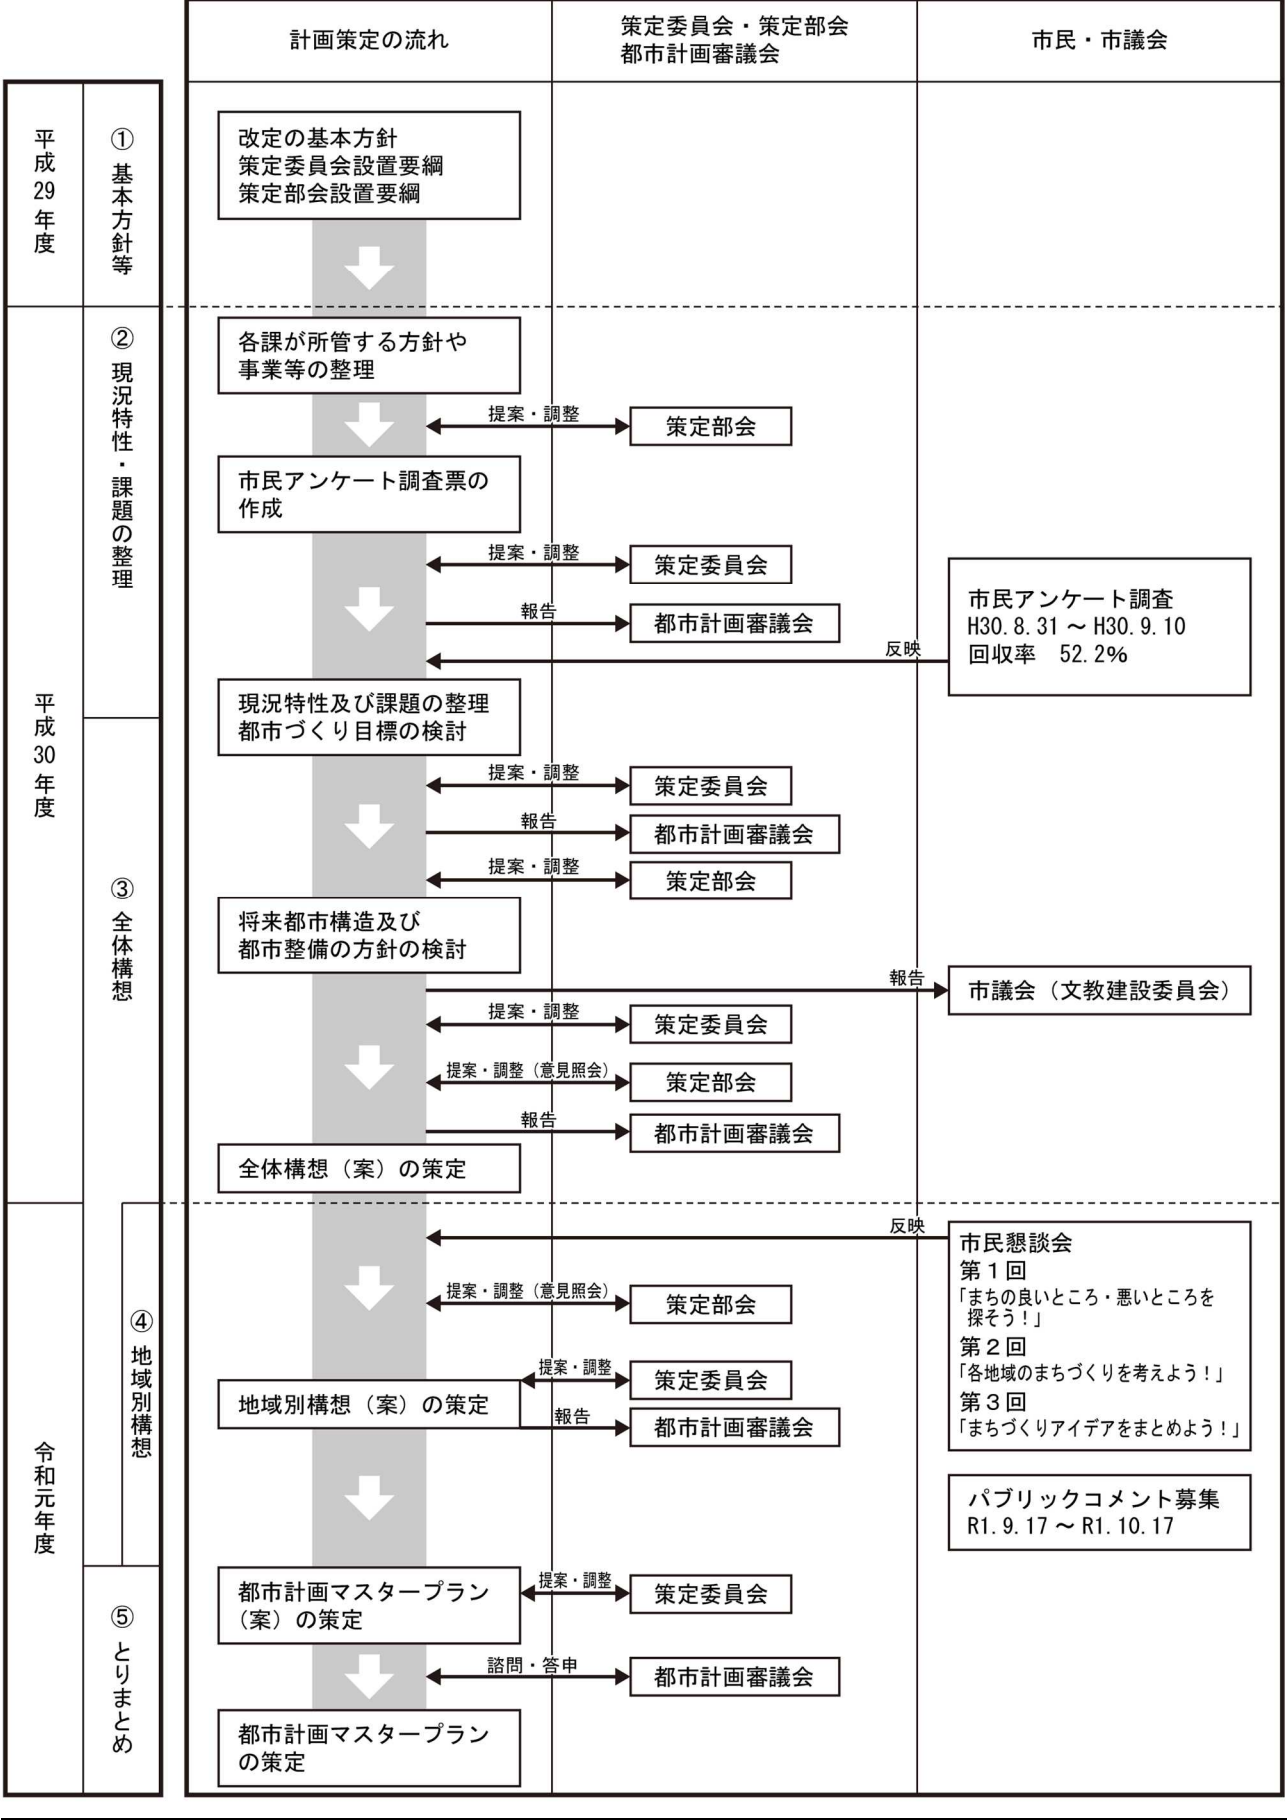 計画策定の流れ
策定委員会・策定部会
都市計画審議会
市民・市議会
平成29年度
① 基本方針等
改定の基本方針
策定委員会設置要綱
策定部会設置要綱
平成30年度
② 現況特性・課題の整理
各課が所管する方針や
事業等の整理
提案・調整
策定部会
市民アンケート調査票の
作成
提案・調整
策定委員会
報告
都市計画審議会
市民アンケート調査
H30.8.31 ～ H30.9.10
回収率　52.2%
反映
現況特性及び課題の整理
都市づくり目標の検討
③ 全体構想
提案・調整
策定委員会
報告
都市計画審議会
提案・調整
策定部会
将来都市構造及び
都市整備の方針の検討
報告
市議会（文教建設委員会）
提案・調整
策定委員会
提案・調整（意見照会）
策定部会
報告
都市計画審議会
全体構想（案）の策定
令和元年度
④ 地域別構想
反映
市民懇談会
第１回
「まちの良いところ・悪いところを
探そう！」
第２回
「各地域のまちづくりを考えよう！」
第３回
「まちづくりアイデアをまとめよう！」
提案・調整（意見照会）
策定部会
提案・調整
策定委員会
地域別構想（案）の策定
報告
都市計画審議会
パブリックコメント募集
R1.9.17 ～ R1.10.17
⑤ とりまとめ
都市計画マスタープラン
（案）の策定
提案・調整
策定委員会
諮問・答申
都市計画審議会
都市計画マスタープラン
の策定